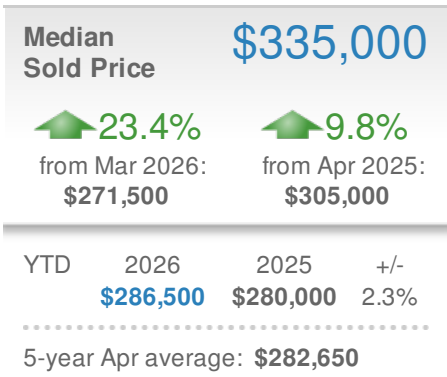 Median
Sold Price
$335,000
23.4%
from Mar 2026:
$271,500
9.8%
from Apr 2025:
$305,000
YTD 2026 2025 +/-
$286,500 $280,000 2.3%
5-year Apr average: $282,650